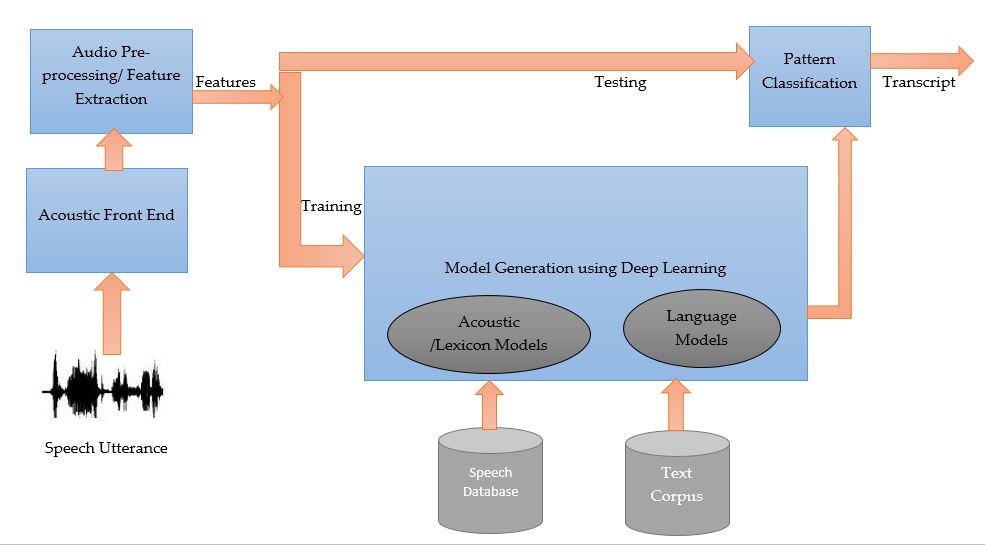 Audio Pre-
processing/ Feature
Extraction
Features
Testing
Pattern
Classification
Transcript
Acoustic Front End
Training
Model Generation using Deep Learning
Acoustic
/Lexicon Models
Language
Models
Speech Utterance
Speech
Database
Text
Corpus